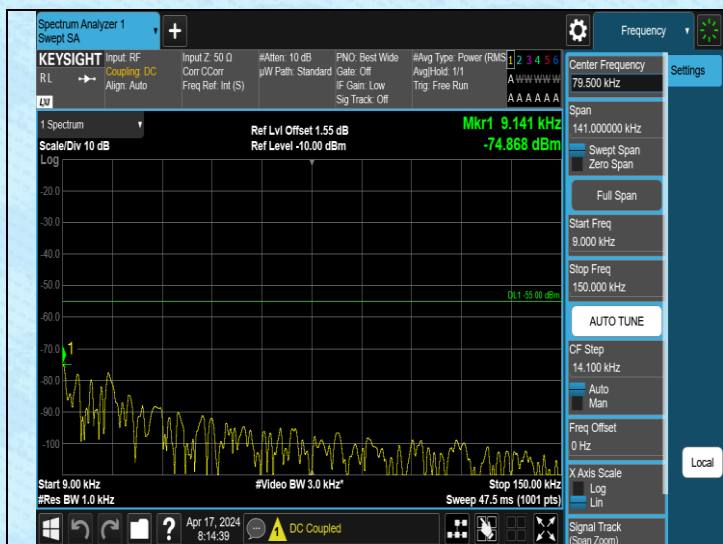 Spectrum Analyzer 1
Swept SA
+
Frequency
KEYSIGHT
RL
LXI
Input: RF
Coupling: DC
Align: Auto
Input Z: 50 Ω
Corr CCorr
Freq Ref: Int (S)
#Atten: 10 dB
µW Path: Standard
PNO: Best Wide
Gate: Off
IF Gain: Low
Sig Track: Off
#Avg Type: Power (RMS
Avg|Hold: 1/1
Trig: Free Run
1 2 3 4 5 6
A W W W W W
A A A A A A
1 Spectrum
Scale/Div 10 dB
Log
Ref Lvl Offset 1.55 dB
Ref Level -10.00 dBm
Mkr1 9.141 kHz
-74.868 dBm
-20.0
-30.0
-40.0
-50.0
DL1 -55.00 dBm
-60.0
-70.0
1
-80.0
-90.0
-100
Start 9.00 kHz
#Res BW 1.0 kHz
#Video BW 3.0 kHz*
Stop 150.00 kHz
Sweep 47.5 ms (1001 pts)
?
Apr 17, 2024
8:14:39
DC Coupled
Center Frequency
79.500 kHz
Span
141.000000 kHz
Swept Span
Zero Span
Full Span
Start Freq
9.000 kHz
Stop Freq
150.000 kHz
AUTO TUNE
CF Step
14.100 kHz
Auto
Man
Freq Offset
0 Hz
X Axis Scale
Log
Lin
Signal Track
(Span Zoom)
Settings
Local